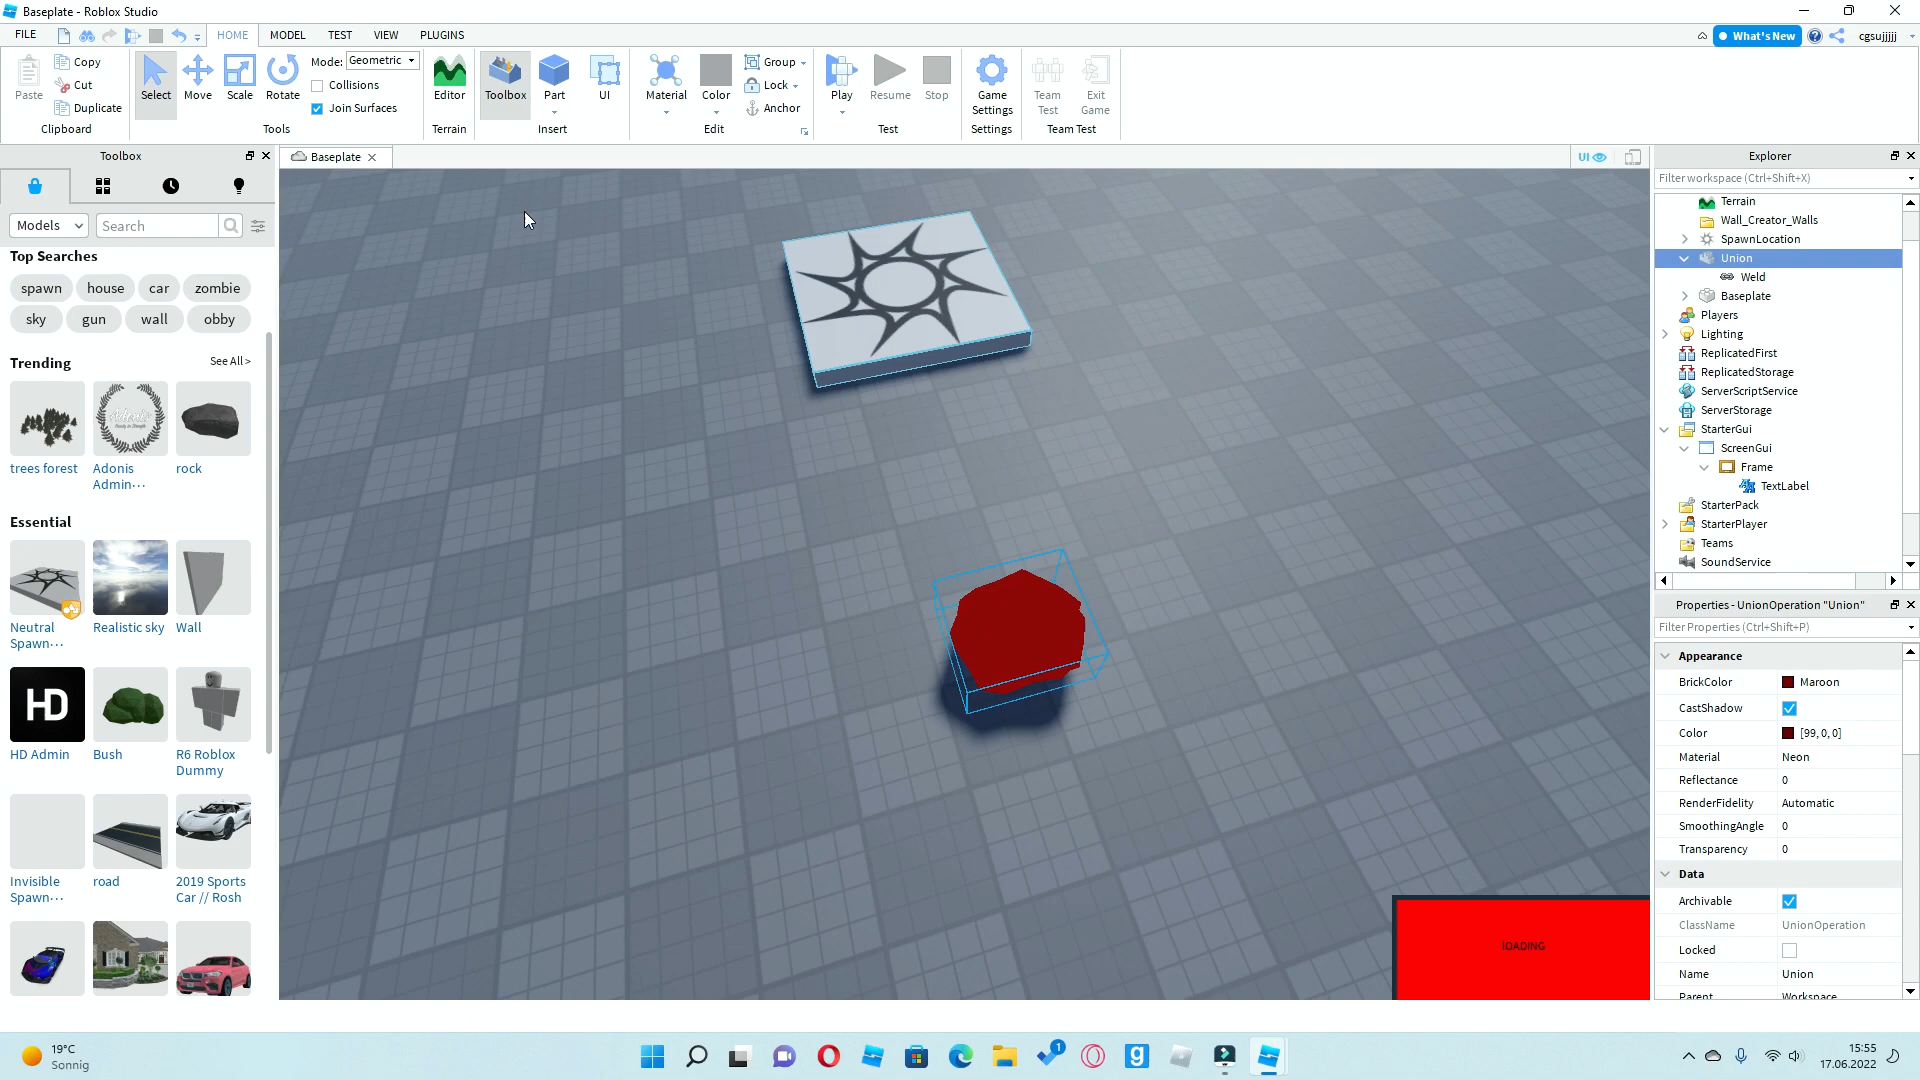 Baseplate - Roblox Studio
FILE
HOME
MODEL
TEST
VIEW
PLUGINS
What's New
cgsujjjjj
Paste
Copy
Cut
Duplicate
Clipboard
Select
Move
Scale
Rotate
Mode: Geometric
Collisions
Join Surfaces
Tools
Editor
Terrain
Toolbox
Part
UI
Insert
Material
Color
Group
Lock
Anchor
Edit
Play
Resume
Stop
Test
Game
Settings
Settings
Team
Test
Exit
Game
Team Test
Toolbox
Baseplate
UI
Explorer
Models
Search
Top Searches
spawn house car zombie
sky gun wall obby
Trending See All >
trees forest
Adonis
Admin...
rock
Essential
Neutral
Spawn...
Realistic sky
Wall
HD
HD Admin
Bush
R6 Roblox
Dummy
Invisible
Spawn...
road
2019 Sports
Car // Rosh
lOADING
Filter workspace (Ctrl+Shift+X)
Terrain
Wall_Creator_Walls
SpawnLocation
Union
Weld
Baseplate
Players
Lighting
ReplicatedFirst
ReplicatedStorage
ServerScriptService
ServerStorage
StarterGui
ScreenGui
Frame
TextLabel
StarterPack
StarterPlayer
Teams
SoundService
Properties - UnionOperation "Union"
Filter Properties (Ctrl+Shift+P)
Appearance
BrickColor Maroon
CastShadow
Color [99, 0, 0]
Material Neon
Reflectance 0
RenderFidelity Automatic
SmoothingAngle 0
Transparency 0
Data
Archivable
ClassName UnionOperation
Locked
Name Union
Parent Workspace
19°C
Sonnig
1
15:55
17.06.2022